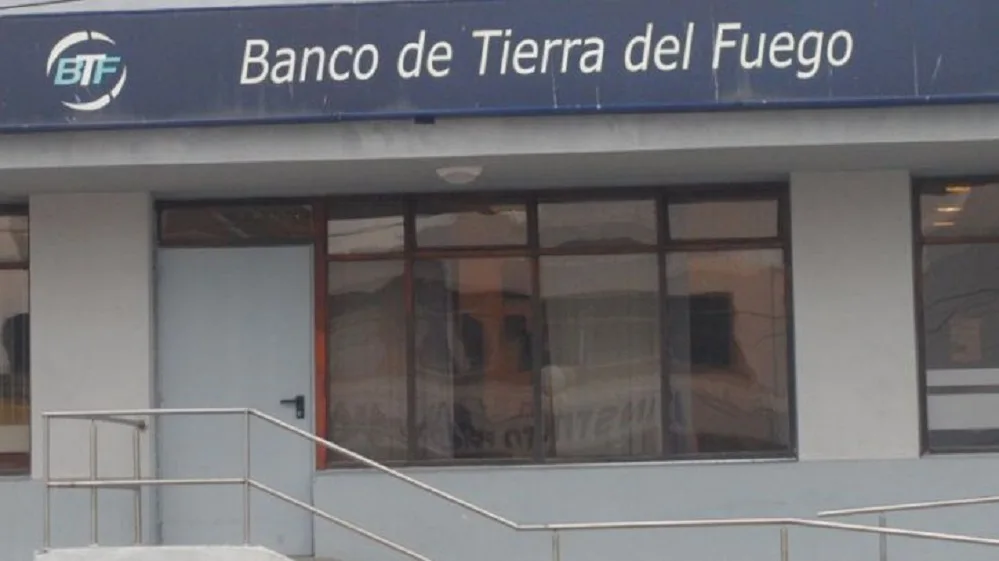 BTF
Banco de Tierra del Fuego